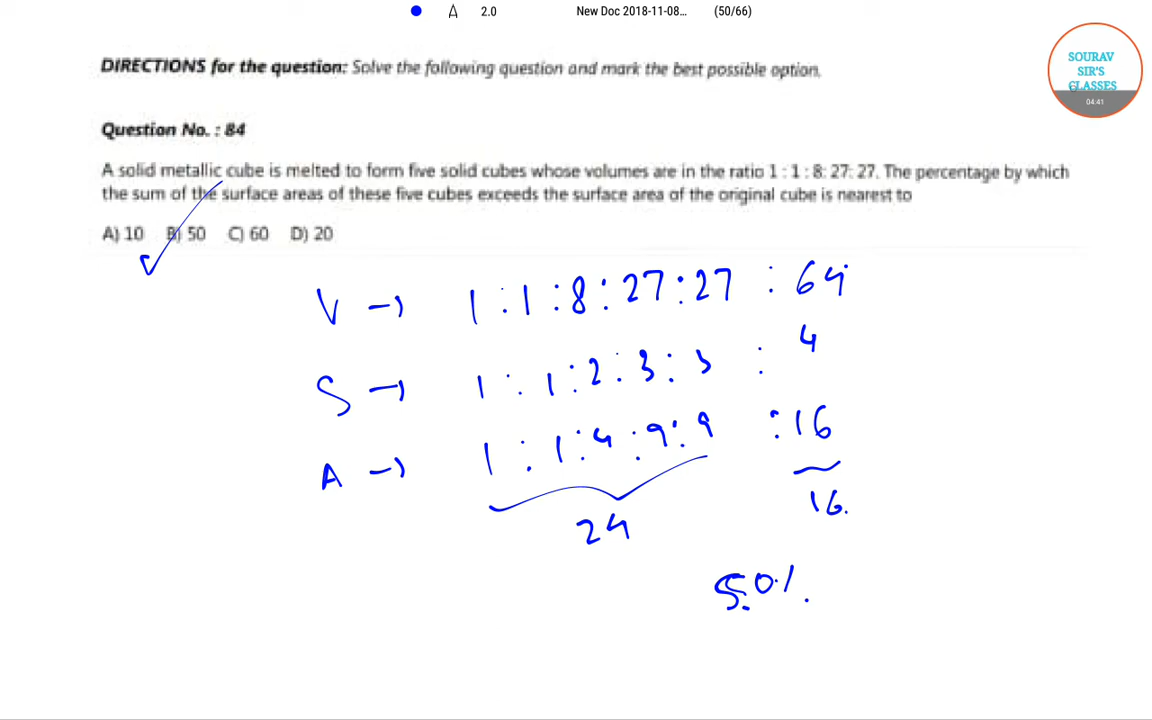 A 2.0 New Doc 2018-11-08... (50/66)
SOURAV
SIR'S
CLASSES
04:41
DIRECTIONS for the question: Solve the following question and mark the best possible option.
Question No. : 84
A solid metallic cube is melted to form five solid cubes whose volumes are in the ratio 1 : 1 : 8: 27: 27. The percentage by which
the sum of the surface areas of these five cubes exceeds the surface area of the original cube is nearest to
A) 10 B) 50 C) 60 D) 20
V → 1 : 1 : 8 : 27 : 27 : 64
S → 1 : 1 : 2 : 3 : 3 : 4
A → 1 : 1 : 4 : 9 : 9 : 16
24 16.
50%.